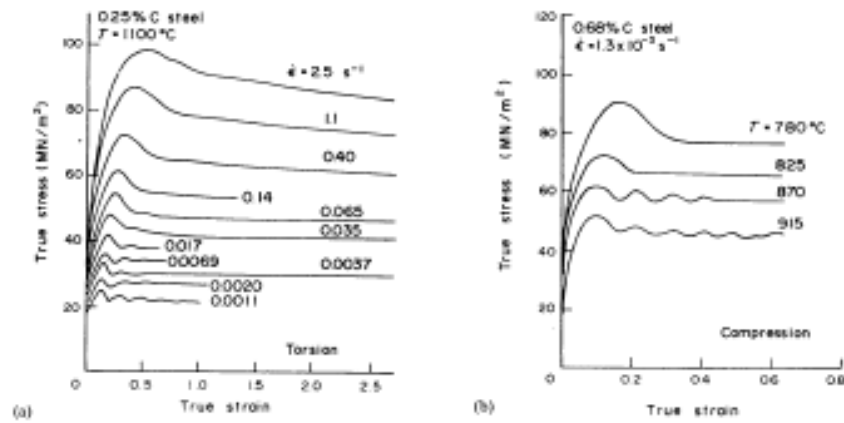 0.25% C steel
T = 1100 °C
ε̇ = 2.5 s⁻¹
1.1
0.40
0.14
0.065
0.035
0.017
0.0069
0.0037
0.0020
0.0011
Torsion
True stress (MN/m²)
100
80
60
40
20
0
0.5
1.0
1.5
2.0
2.5
True strain
(a)
0.68% C steel
ε̇ = 1.3 x 10⁻³ s⁻¹
T = 780 °C
825
870
915
Compression
True stress (MN/m²)
120
100
80
60
40
20
0
0.2
0.4
0.6
0.8
True strain
(b)